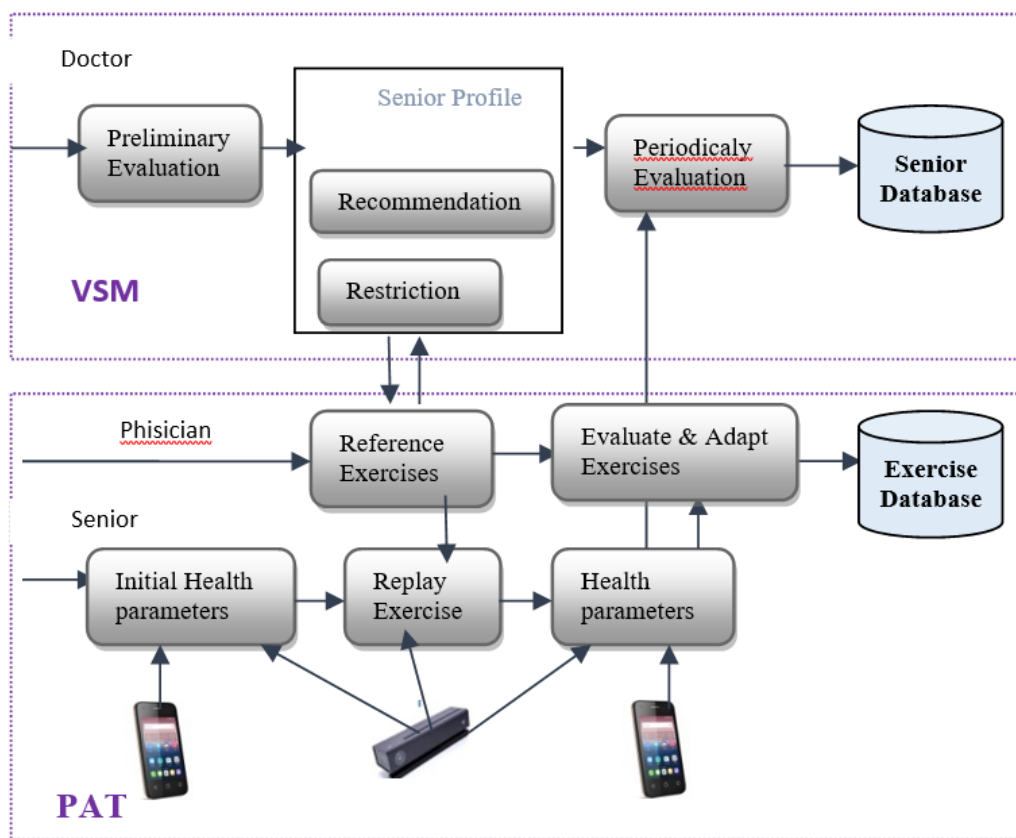 Doctor
Senior Profile
Preliminary
Evaluation
Periodicaly
Evaluation
Senior
Database
Recommendation
Restriction
VSM
Phisician
Reference
Exercises
Evaluate & Adapt
Exercises
Exercise
Database
Senior
Initial Health
parameters
Replay
Exercise
Health
parameters
PAT